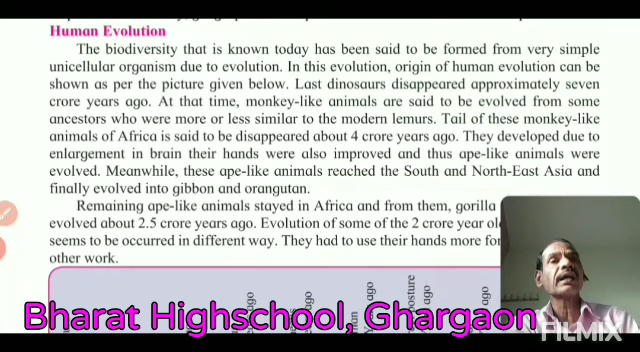 Human Evolution
The biodiversity that is known today has been said to be formed from very simple
unicellular organism due to evolution. In this evolution, origin of human evolution can be
shown as per the picture given below. Last dinosaurs disappeared approximately seven
crore years ago. At that time, monkey-like animals are said to be evolved from some
ancestors who were more or less similar to the modern lemurs. Tail of these monkey-like
animals of Africa is said to be disappeared about 4 crore years ago. They developed due to
enlargement in brain their hands were also improved and thus ape-like animals were
evolved. Meanwhile, these ape-like animals reached the South and North-East Asia and
finally evolved into gibbon and orangutan.
Remaining ape-like animals stayed in Africa and from them, gorilla
evolved about 2.5 crore years ago. Evolution of some of the 2 crore year
seems to be occurred in different way. They had to use their hands more for
other work.
ago
ago
ago
posture
ago
ago
Bharat Highschool, Ghargaon
FILMIX